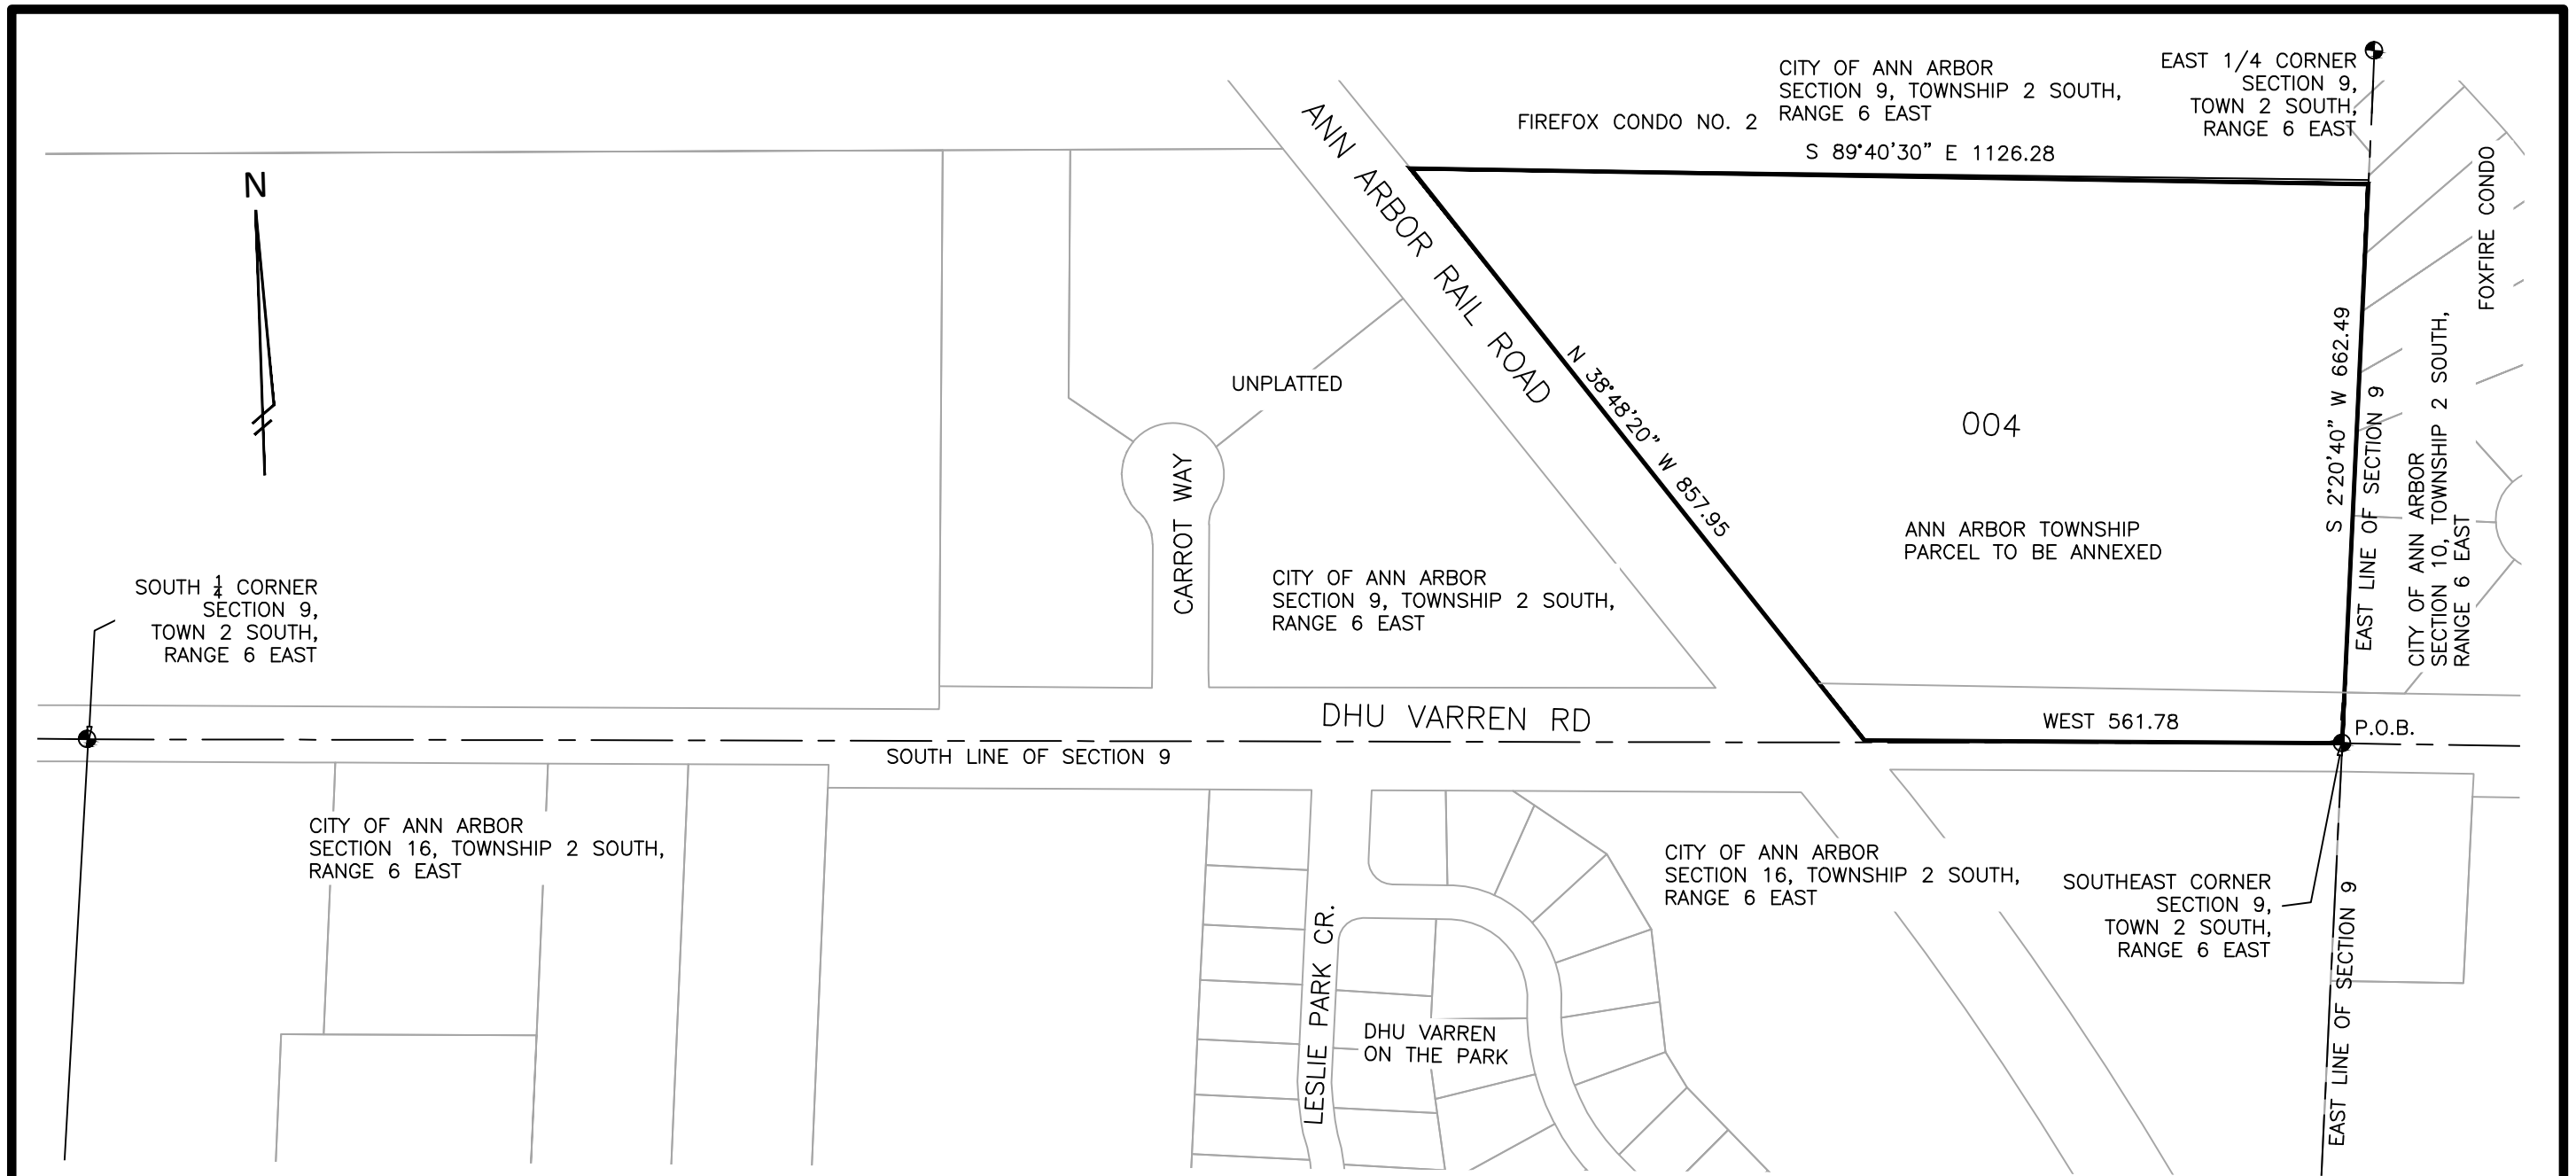 CITY OF ANN ARBOR
SECTION 9, TOWNSHIP 2 SOUTH,
RANGE 6 EAST
EAST 1/4 CORNER
SECTION 9,
TOWN 2 SOUTH,
RANGE 6 EAST
FIREFOX CONDO NO. 2
S 89°40'30" E 1126.28
N
ANN ARBOR RAIL ROAD
FOXFIRE CONDO
UNPLATTED
N 38°48'20" W 857.95
004
S 2°20'40" W 662.49
EAST LINE OF SECTION 9
CITY OF ANN ARBOR
SECTION 10, TOWNSHIP 2 SOUTH,
RANGE 6 EAST
CARROT WAY
ANN ARBOR TOWNSHIP
PARCEL TO BE ANNEXED
SOUTH 1/4 CORNER
SECTION 9,
TOWN 2 SOUTH,
RANGE 6 EAST
CITY OF ANN ARBOR
SECTION 9, TOWNSHIP 2 SOUTH,
RANGE 6 EAST
DHU VARREN RD
WEST 561.78
P.O.B.
SOUTH LINE OF SECTION 9
CITY OF ANN ARBOR
SECTION 16, TOWNSHIP 2 SOUTH,
RANGE 6 EAST
CITY OF ANN ARBOR
SECTION 16, TOWNSHIP 2 SOUTH,
RANGE 6 EAST
SOUTHEAST CORNER
SECTION 9,
TOWN 2 SOUTH,
RANGE 6 EAST
LESLIE PARK CR.
DHU VARREN
ON THE PARK
EAST LINE OF SECTION 9